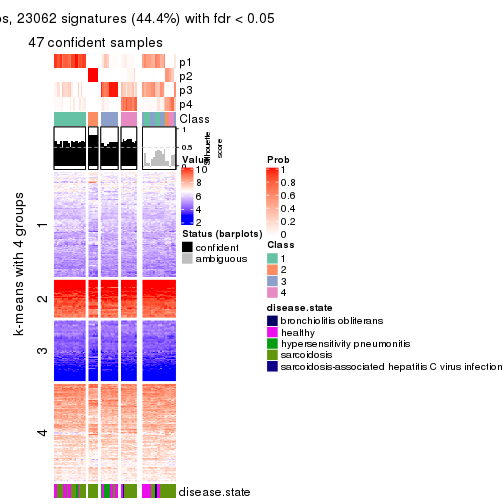 os, 23062 signatures (44.4%) with fdr < 0.05
47 confident samples
p1
p2
p3
p4
Class
1
0.5
0
Silhouette
score
k-means with 4 groups
1
2
3
4
disease.state
Value
10
8
6
4
2
Status (barplots)
confident
ambiguous
Prob
1
0.8
0.6
0.4
0.2
0
Class
1
2
3
4
disease.state
bronchiolitis obliterans
healthy
hypersensitivity pneumonitis
sarcoidosis
sarcoidosis-associated hepatitis C virus infection